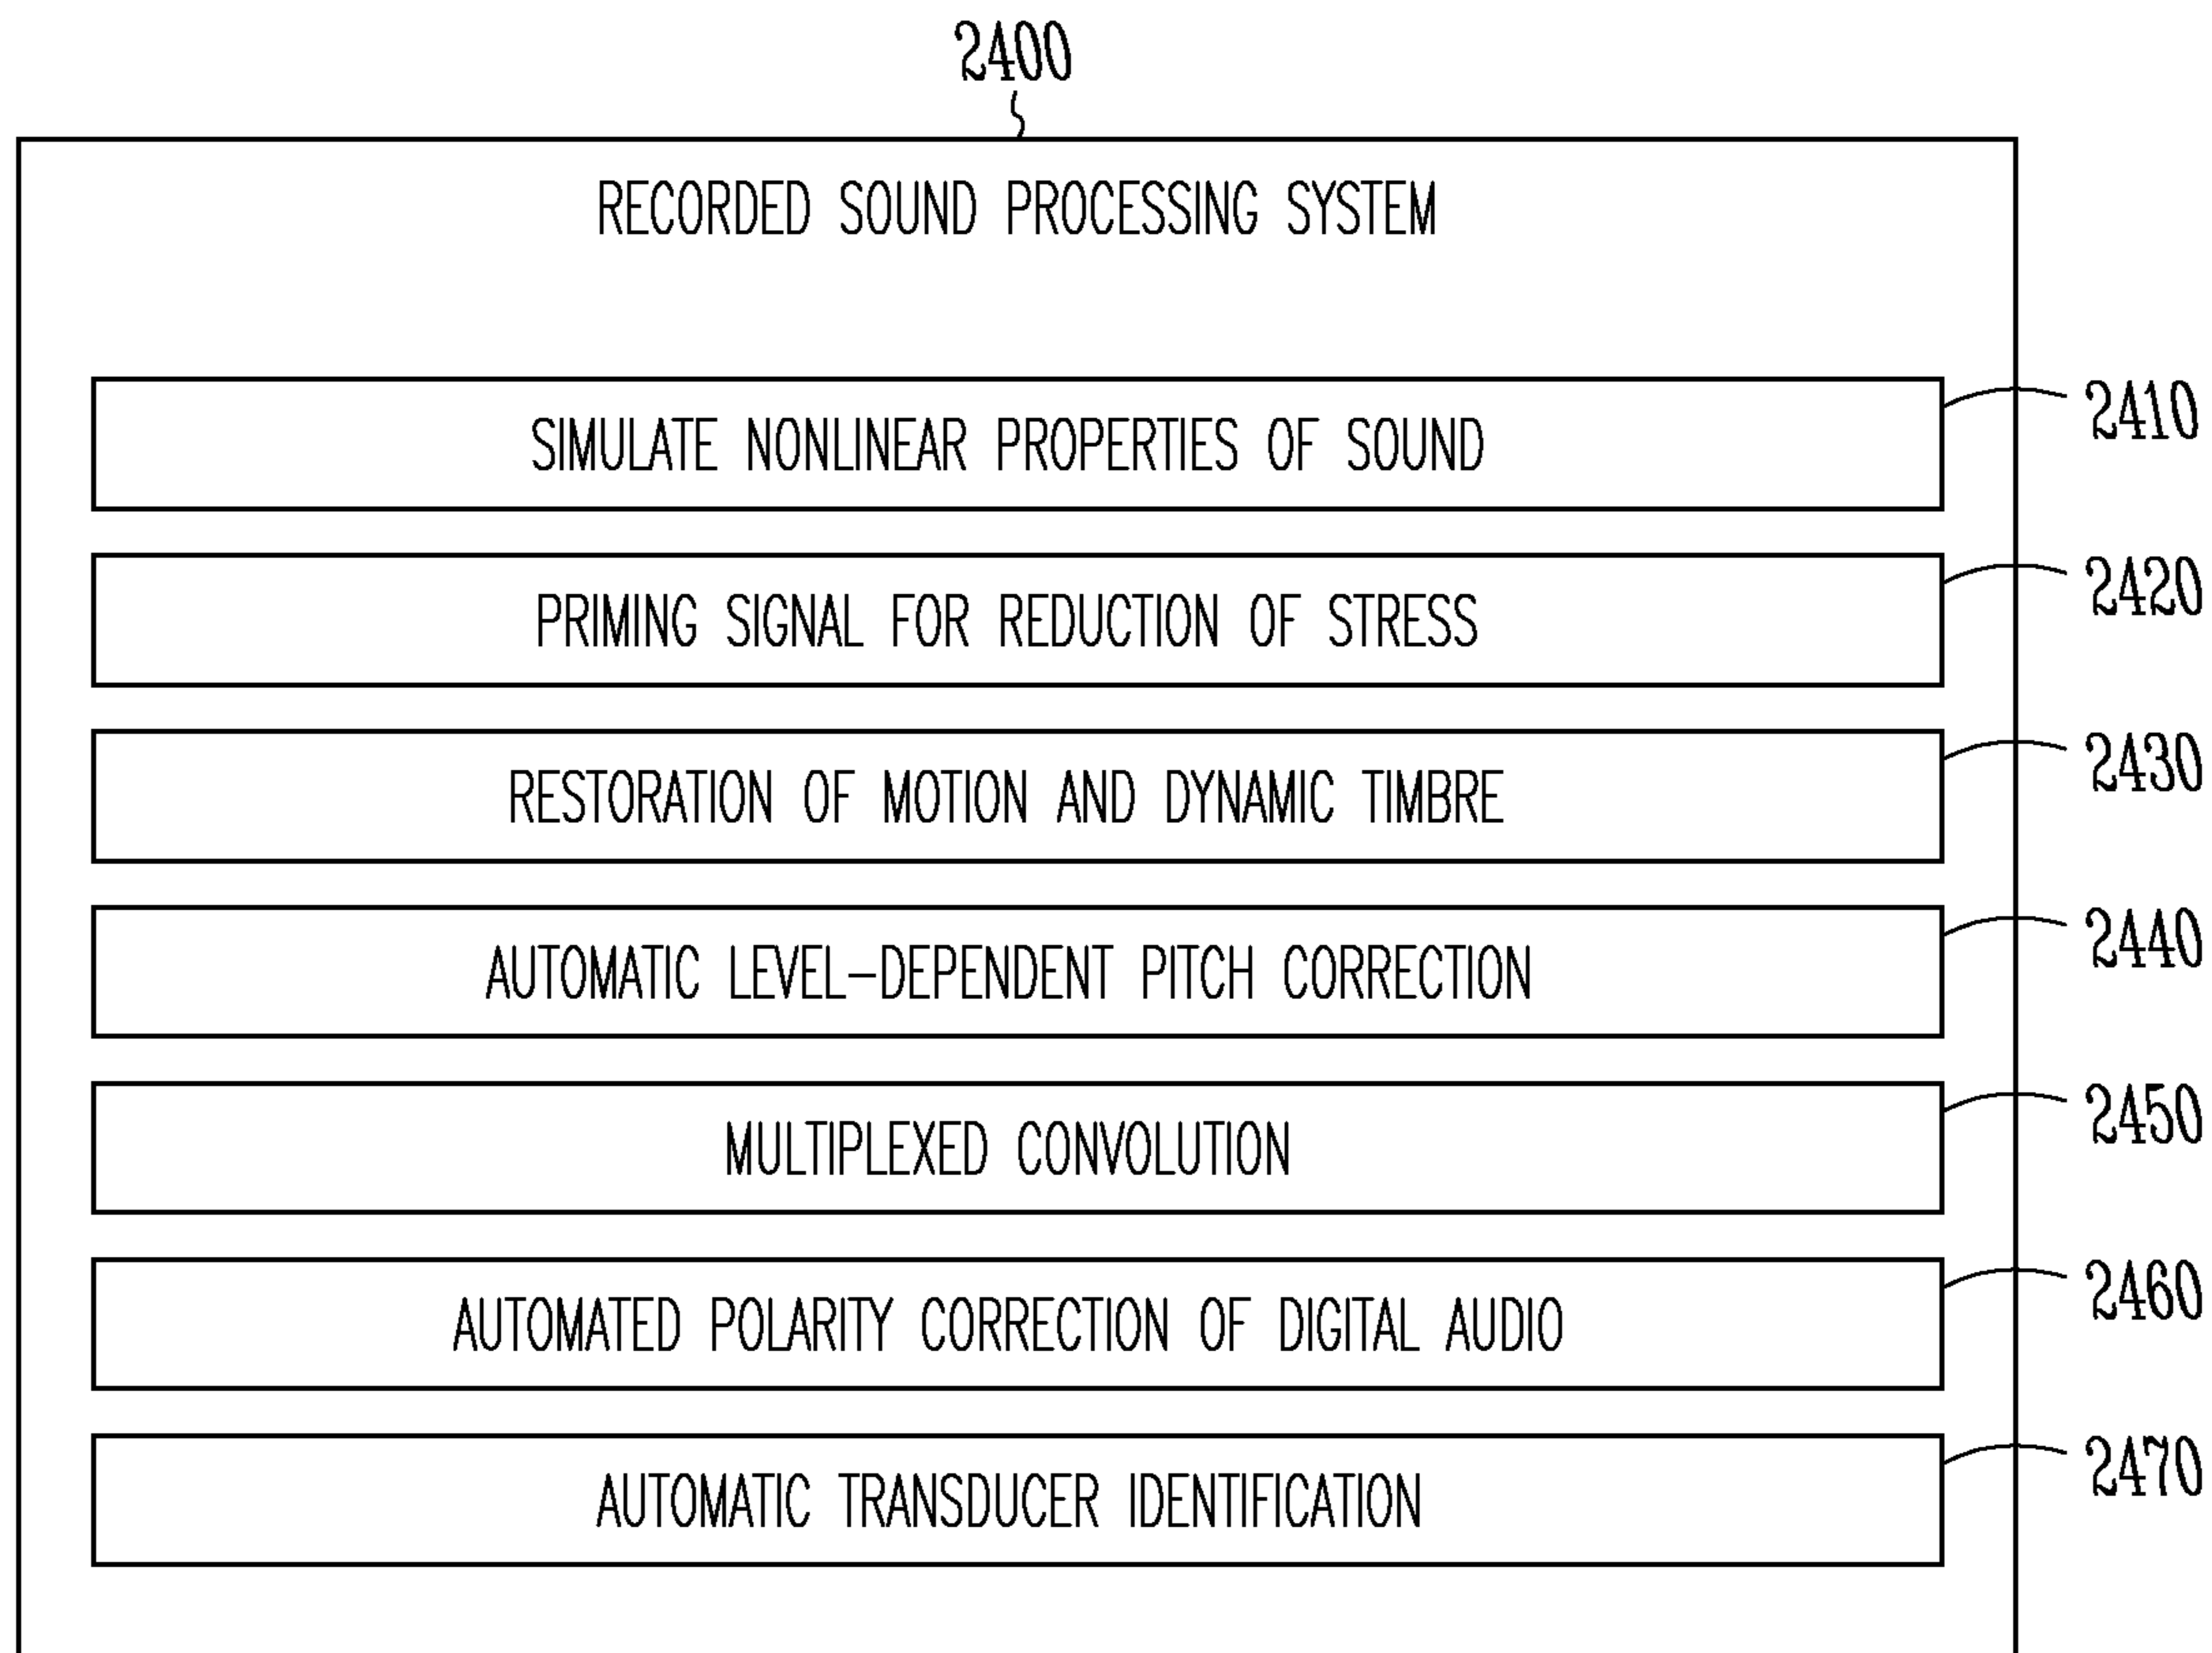 2400
RECORDED SOUND PROCESSING SYSTEM
SIMULATE NONLINEAR PROPERTIES OF SOUND
2410
PRIMING SIGNAL FOR REDUCTION OF STRESS
2420
RESTORATION OF MOTION AND DYNAMIC TIMBRE
2430
AUTOMATIC LEVEL-DEPENDENT PITCH CORRECTION
2440
MULTIPLEXED CONVOLUTION
2450
AUTOMATED POLARITY CORRECTION OF DIGITAL AUDIO
2460
AUTOMATIC TRANSDUCER IDENTIFICATION
2470